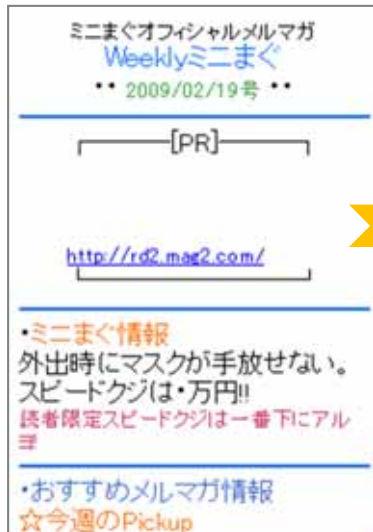 ミニまぐオフィシャルメルマガ
Weeklyミニまぐ
•• 2009/02/19号 ••
[PR]
http://rd2.mag2.com/
•ミニまぐ情報
外出時にマスクが手放せない。
スピードクジは•万円!!
読者限定スピードクジは一番下にアル
ヨ
•おすすめメルマガ情報
☆今週のPickup